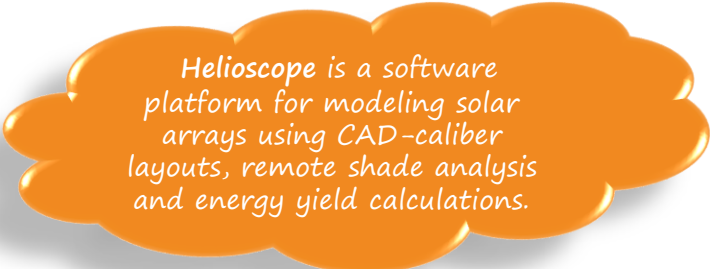 Helioscope is a software
platform for modeling solar
arrays using CAD-caliber
layouts, remote shade analysis
and energy yield calculations.